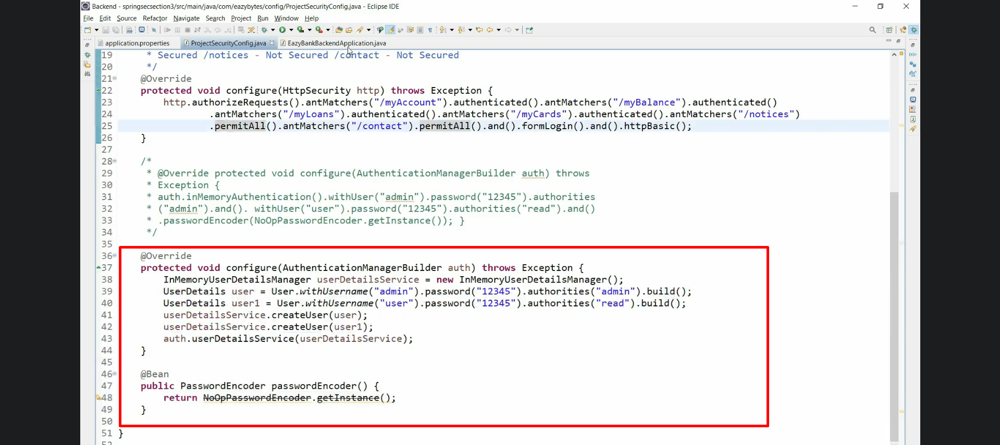 Backend - springsecsection3/src/main/java/com/eazybytes/config/ProjectSecurityConfig.java - Eclipse IDE
File Edit Source Refactor Navigate Search Project Run Window Help
application.properties ProjectSecurityConfig.java EazyBankBackendApplication.java
19 * Secured /notices - Not Secured /contact - Not Secured
20 */
21 @Override
22 protected void configure(HttpSecurity http) throws Exception {
23 http.authorizeRequests().antMatchers("/myAccount").authenticated().antMatchers("/myBalance").authenticated()
24 .antMatchers("/myLoans").authenticated().antMatchers("/myCards").authenticated().antMatchers("/notices")
25 .permitAll().antMatchers("/contact").permitAll().and().formLogin().and().httpBasic();
26 }
27
28 /*
29 * @Override protected void configure(AuthenticationManagerBuilder auth) throws
30 * Exception {
31 * auth.inMemoryAuthentication().withUser("admin").password("12345").authorities
32 * ("admin").and(). withUser("user").password("12345").authorities("read").and()
33 * .passwordEncoder(NoOpPasswordEncoder.getInstance()); }
34 */
35
36 @Override
37 protected void configure(AuthenticationManagerBuilder auth) throws Exception {
38 InMemoryUserDetailsManager userDetailsService = new InMemoryUserDetailsManager();
39 UserDetails user = User.withUsername("admin").password("12345").authorities("admin").build();
40 UserDetails user1 = User.withUsername("user").password("12345").authorities("read").build();
41 userDetailsService.createUser(user);
42 userDetailsService.createUser(user1);
43 auth.userDetailsService(userDetailsService);
44 }
45
46 @Bean
47 public PasswordEncoder passwordEncoder() {
48 return NoOpPasswordEncoder.getInstance();
49 }
50
51 }
52